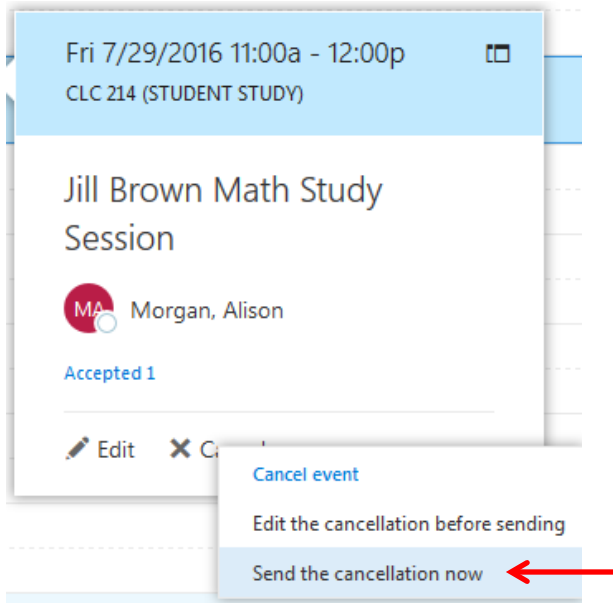 Fri 7/29/2016 11:00a - 12:00p
CLC 214 (STUDENT STUDY)
Jill Brown Math Study
Session
MA Morgan, Alison
Accepted 1
Edit
Cancel event
Edit the cancellation before sending
Send the cancellation now